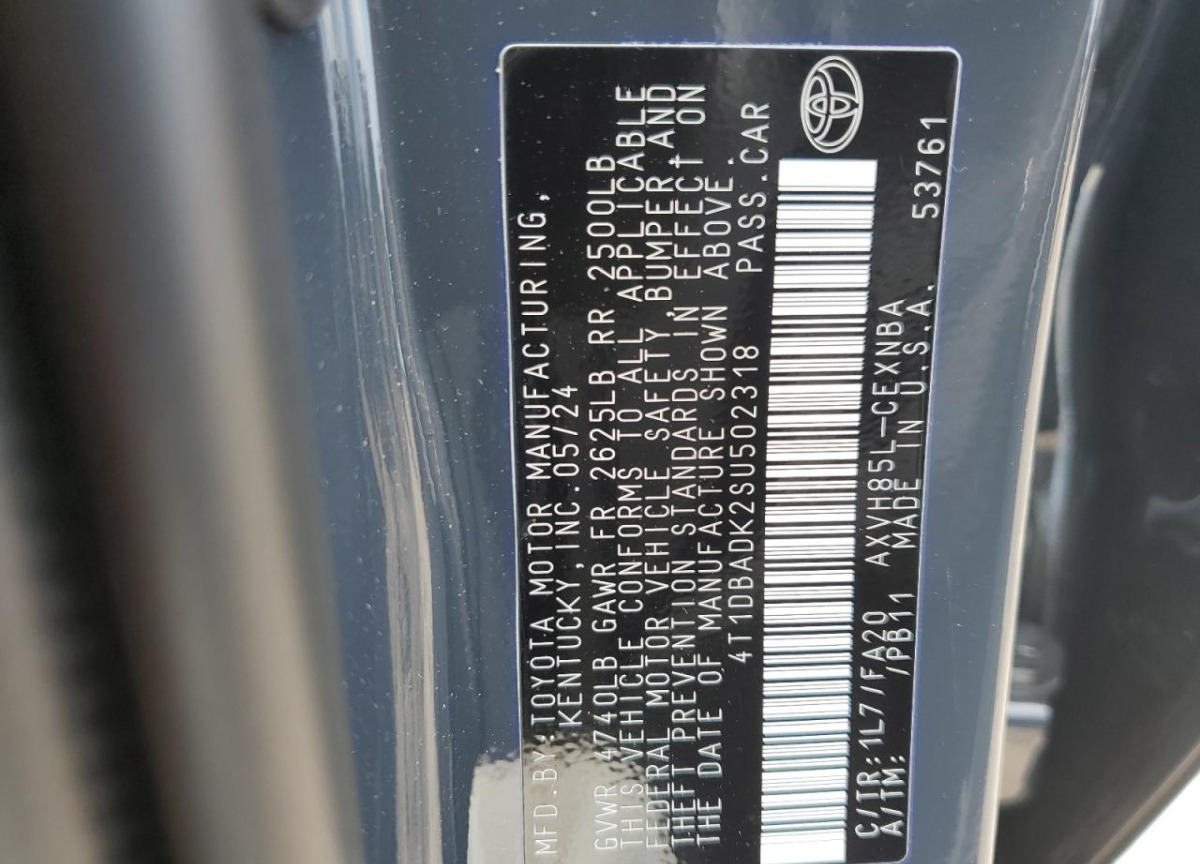 MFD.BY:TOYOTA MOTOR MANUFACTURING,
KENTUCKY,INC.05/24
GVWR 4740LB GAWR FR 2625LB RR 2500LB
THIS VEHICLE CONFORMS TO ALL APPLICABLE
FEDERAL MOTOR VEHICLE SAFETY,BUMPER AND
THEFT PREVENTION STANDARDS IN EFFECT ON
THE DATE OF MANUFACTURE SHOWN ABOVE.
4T1DBADK2SU502318 PASS.CAR
C/TR:1L7/FA20 AXVH85L-CEXNBA
A/TM: /PB11 MADE IN U.S.A. 53761